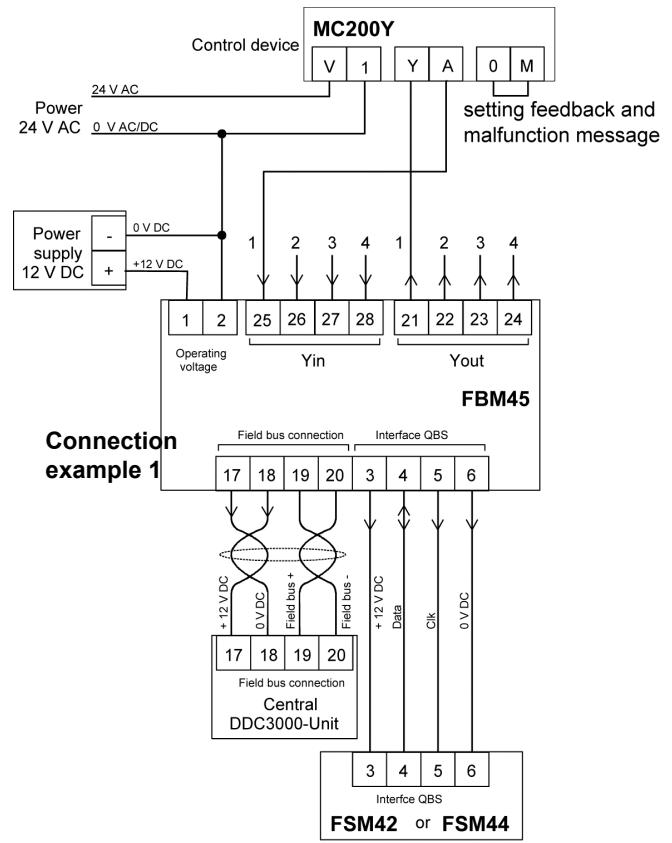 MC200Y
Control device
V 1 Y A 0 M
24 V AC
Power
24 V AC
0 V AC/DC
setting feedback and
malfunction message
Power
supply
12 V DC
-
+
0 V DC
+12 V DC
1 2 3 4 1 2 3 4
1 2 25 26 27 28 21 22 23 24
Operating
voltage
Yin
Yout
FBM45
Connection
example 1
Field bus connection
Interface QBS
17 18 19 20 3 4 5 6
+ 12 V DC
0 V DC
Field bus +
Field bus -
+ 12 V DC
Data
Clk
0 V DC
17 18 19 20
Field bus connection
Central
DDC3000-Unit
3 4 5 6
Interfce QBS
FSM42 or FSM44